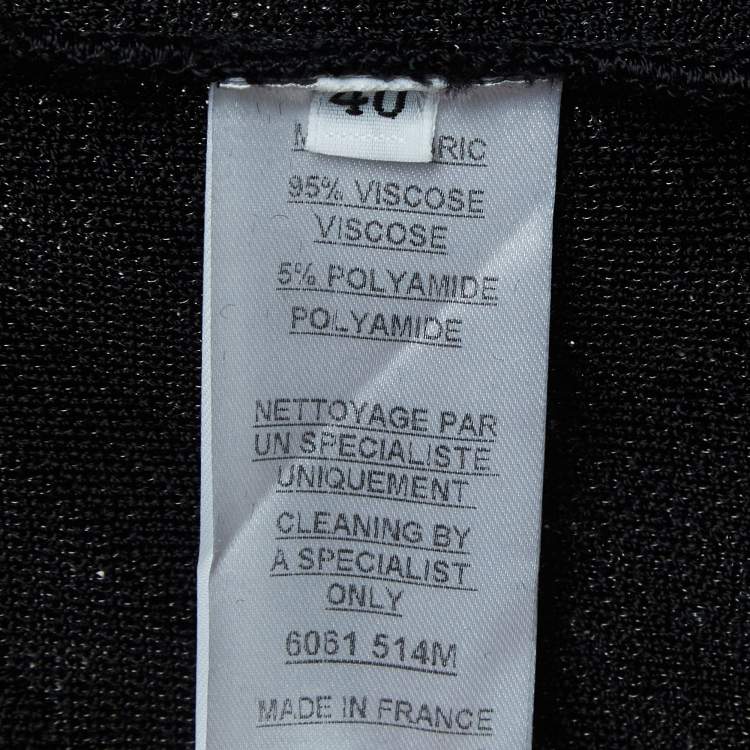 40
95% VISCOSE
VISCOSE
5% POLYAMIDE
POLYAMIDE
NETTOYAGE PAR
UN SPECIALISTE
UNIQUEMENT
CLEANING BY
A SPECIALIST
ONLY
6061 514M
MADE IN FRANCE